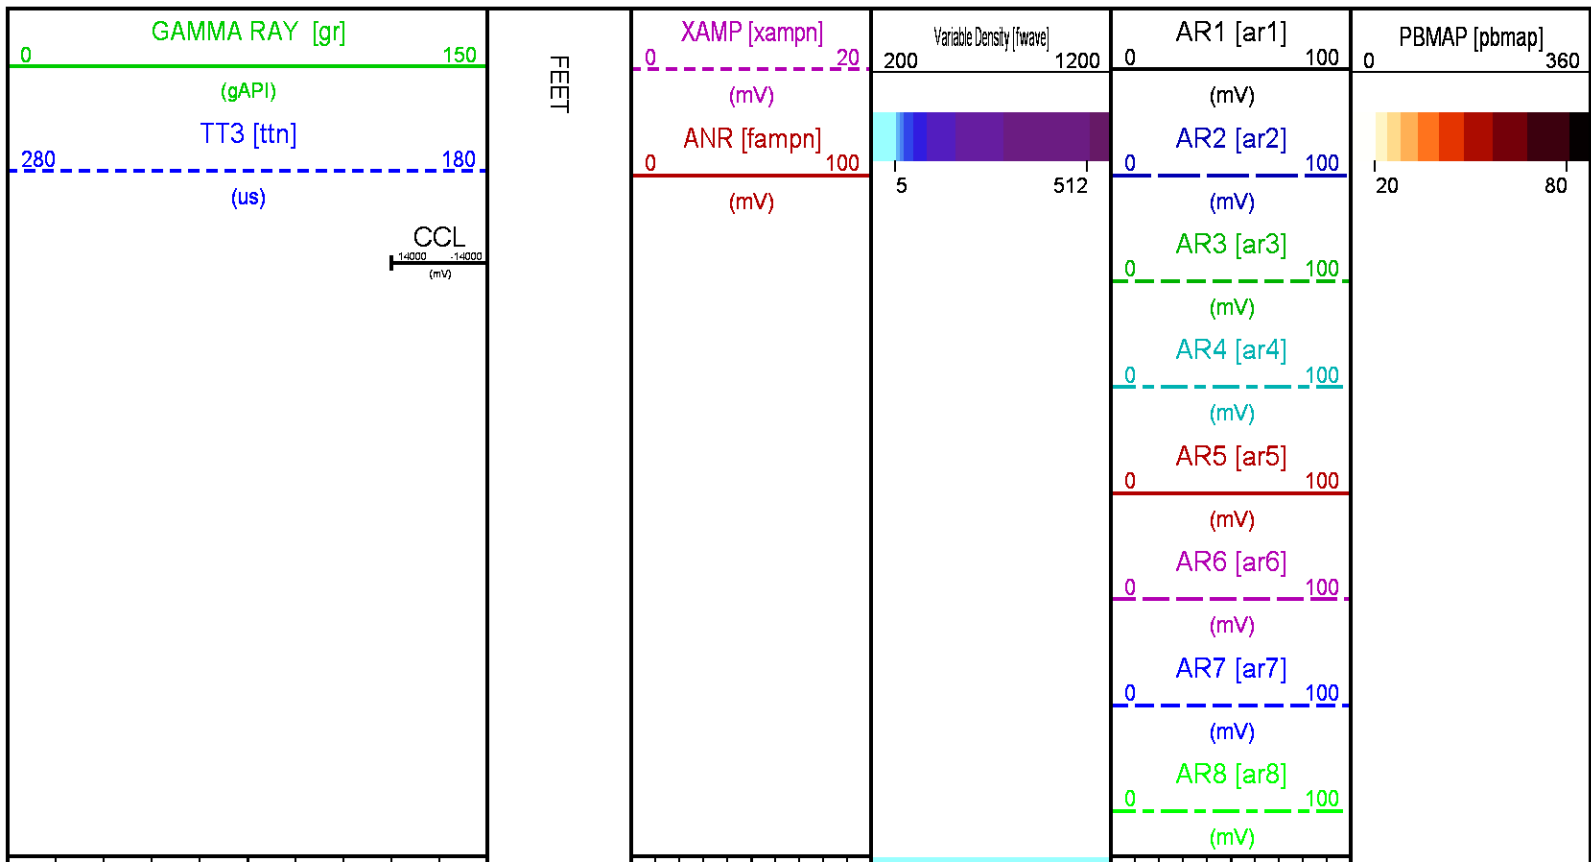 GAMMA RAY [gr]
0 150
(gAPI)
TT3 [ttn]
280 180
(us)
CCL
14000 -14000
(mV)
FEET
XAMP [xampn]
0 20
(mV)
ANR [fampn]
0 100
(mV)
Variable Density [fwave]
200 1200
5 512
AR1 [ar1]
0 100
(mV)
AR2 [ar2]
0 100
(mV)
AR3 [ar3]
0 100
(mV)
AR4 [ar4]
0 100
(mV)
AR5 [ar5]
0 100
(mV)
AR6 [ar6]
0 100
(mV)
AR7 [ar7]
0 100
(mV)
AR8 [ar8]
0 100
(mV)
PBMAP [pbmap]
0 360
20 80